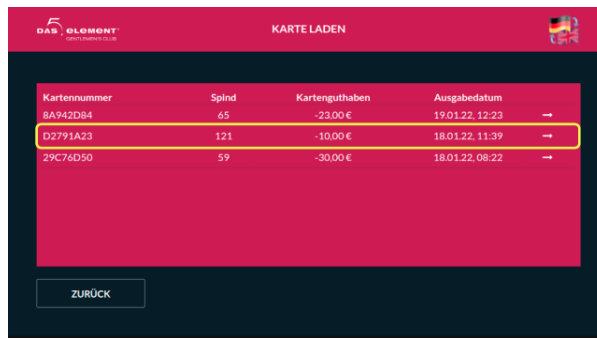 5
DAS ELEMENT
GENTLEMEN'S CLUB
KARTE LADEN
Kartennummer Spind Kartenguthaben Ausgabedatum
8A942D84 65 -23,00 € 19.01.22, 12:23 →
D2791A23 121 -10,00 € 18.01.22, 11:39 →
29C76D50 59 -30,00 € 18.01.22, 08:22 →
ZURÜCK